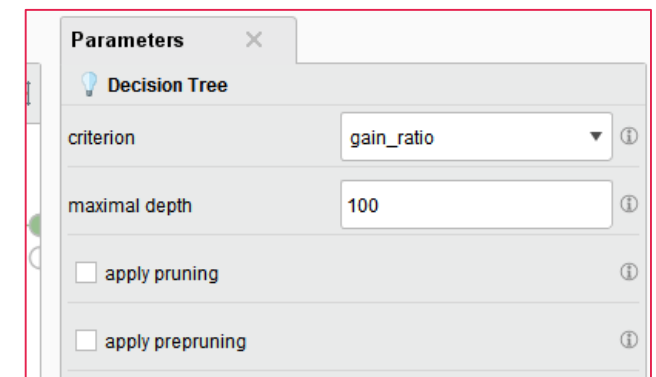 Parameters
Decision Tree
criterion gain_ratio
maximal depth 100
apply pruning
apply prepruning